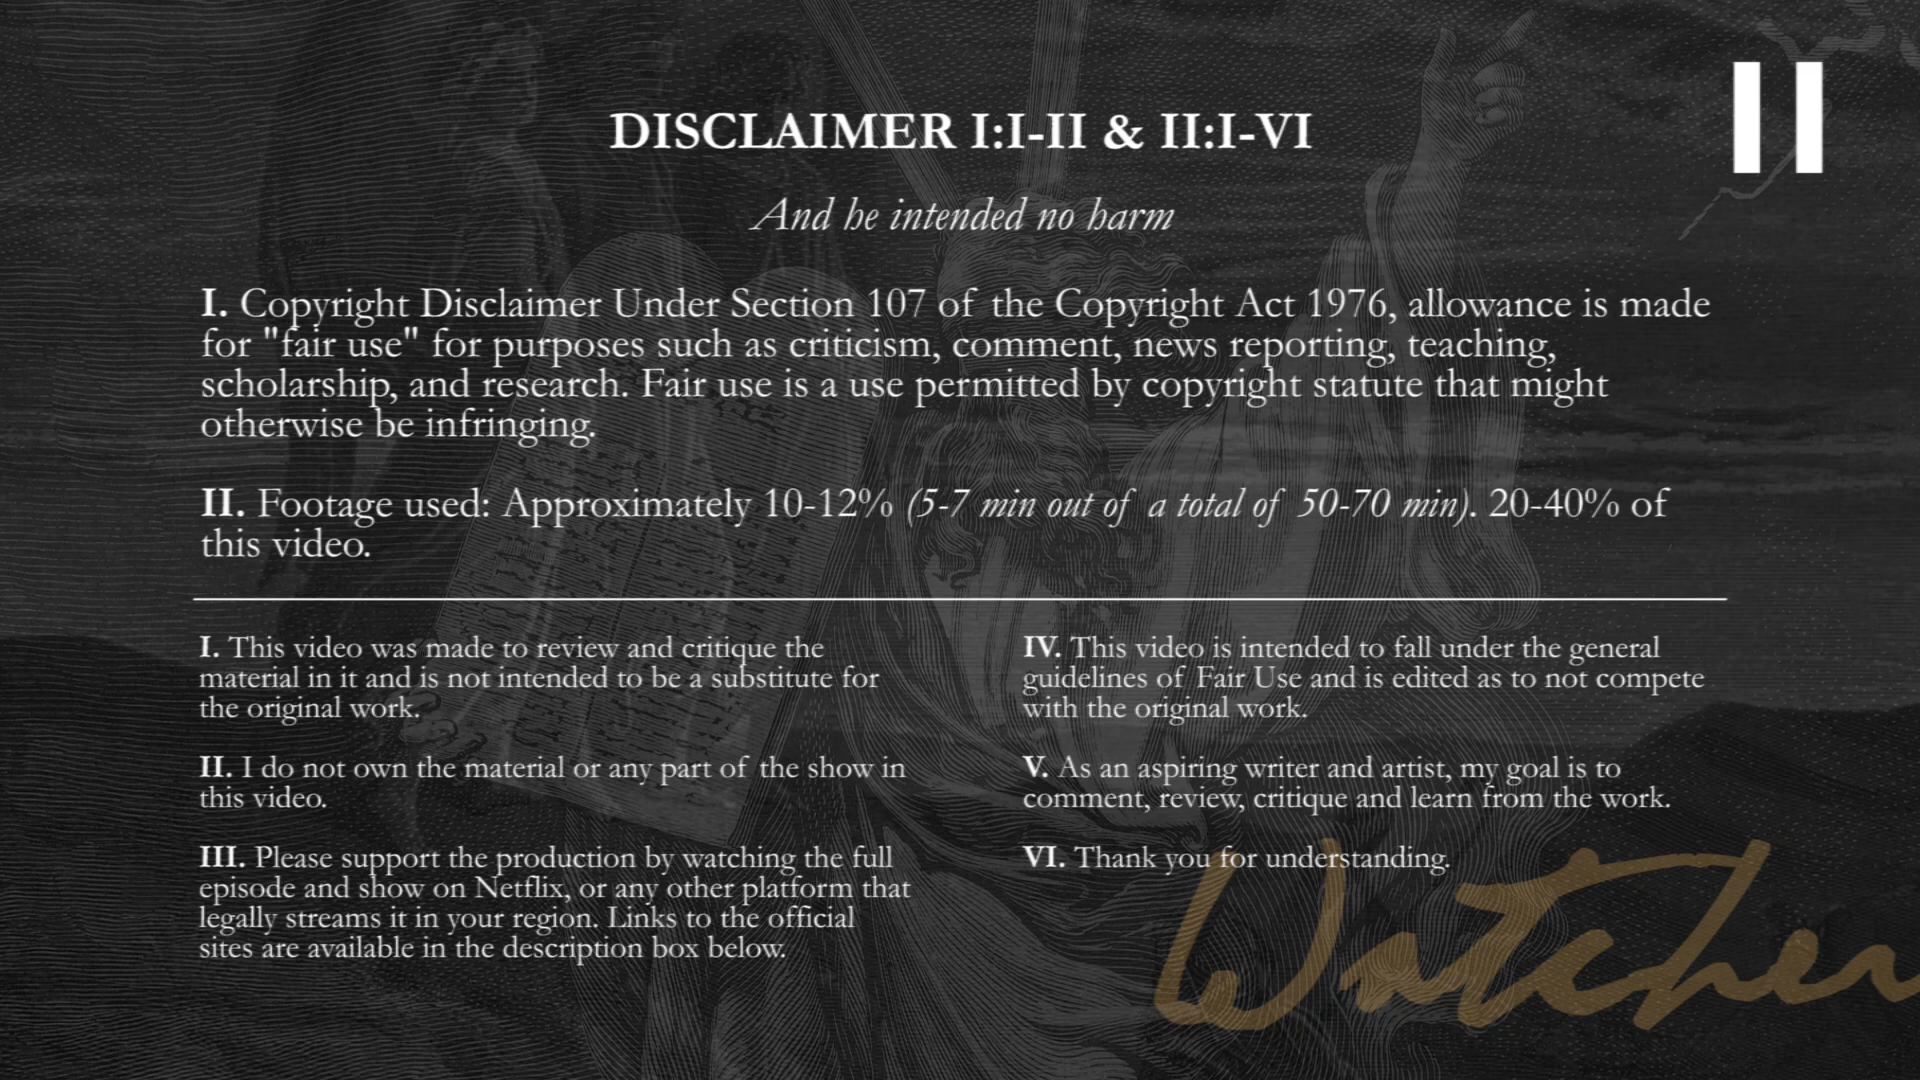 DISCLAIMER I:I-II & II:I-VI
And he intended no harm
I. Copyright Disclaimer Under Section 107 of the Copyright Act 1976, allowance is made
for "fair use" for purposes such as criticism, comment, news reporting, teaching,
scholarship, and research. Fair use is a use permitted by copyright statute that might
otherwise be infringing.
II. Footage used: Approximately 10-12% (5-7 min out of a total of 50-70 min). 20-40% of
this video.
I. This video was made to review and critique the
material in it and is not intended to be a substitute for
the original work.
II. I do not own the material or any part of the show in
this video.
III. Please support the production by watching the full
episode and show on Netflix, or any other platform that
legally streams it in your region. Links to the official
sites are available in the description box below.
IV. This video is intended to fall under the general
guidelines of Fair Use and is edited as to not compete
with the original work.
V. As an aspiring writer and artist, my goal is to
comment, review, critique and learn from the work.
VI. Thank you for understanding.
Watcher